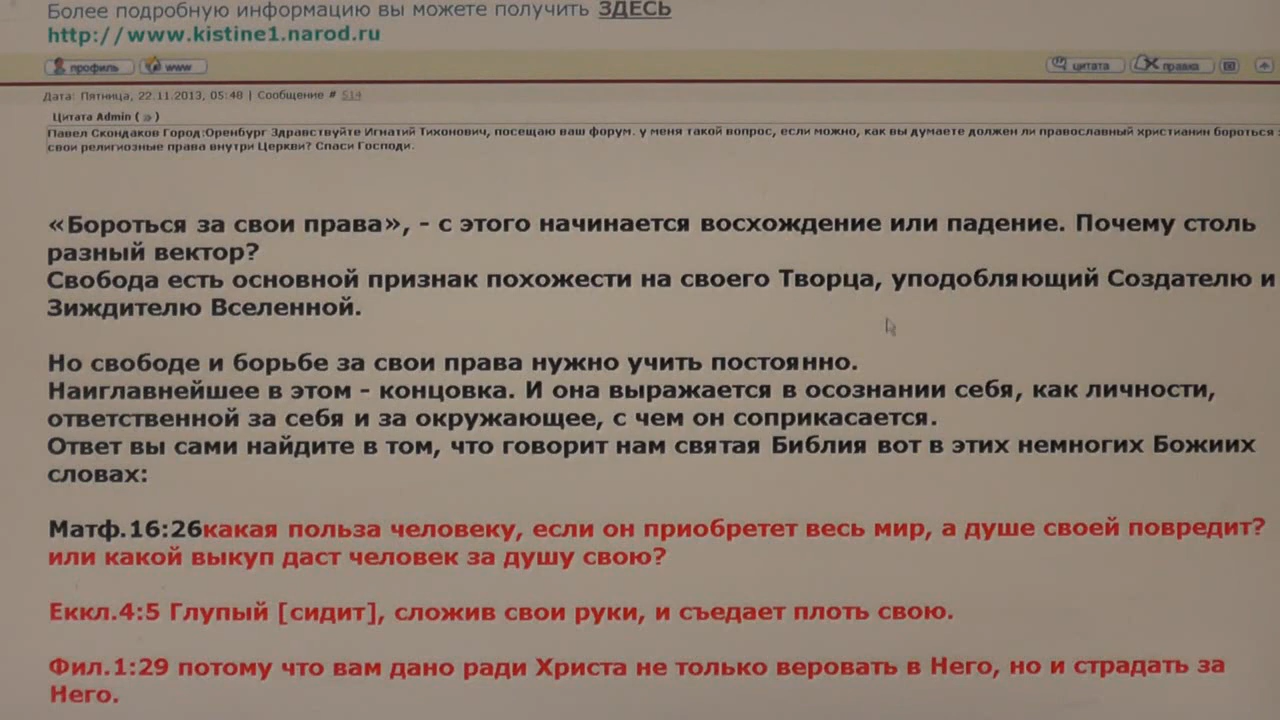 Более подробную информацию вы можете получить ЗДЕСЬ
http://www.kistine1.narod.ru
профиль www цитата правка
Дата: Пятница, 22.11.2013, 05:48 | Сообщение # 514
Цитата Admin ( )
Павел Скондаков Город:Оренбург Здравствуйте Игнатий Тихонович, посещаю ваш форум. у меня такой вопрос, если можно, как вы думаете должен ли православный христианин бороться
свои религиозные права внутри Церкви? Спаси Господи.
«Бороться за свои права», - с этого начинается восхождение или падение. Почему столь
разный вектор?
Свобода есть основной признак похожести на своего Творца, уподобляющий Создателю и
Зиждителю Вселенной.
Но свободе и борьбе за свои права нужно учить постоянно.
Наиглавнейшее в этом - концовка. И она выражается в осознании себя, как личности,
ответственной за себя и за окружающее, с чем он соприкасается.
Ответ вы сами найдите в том, что говорит нам святая Библия вот в этих немногих Божиих
словах:
Матф.16:26какая польза человеку, если он приобретет весь мир, а душе своей повредит?
или какой выкуп даст человек за душу свою?
Еккл.4:5 Глупый [сидит], сложив свои руки, и съедает плоть свою.
Фил.1:29 потому что вам дано ради Христа не только веровать в Него, но и страдать за
Него.